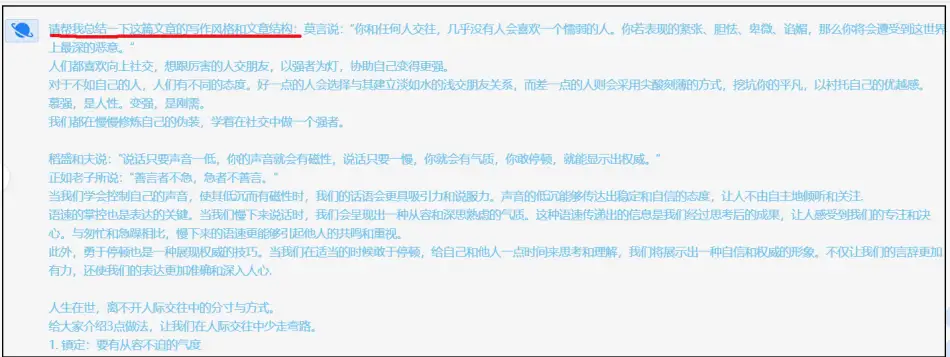 请帮我总结一下这篇文章的写作风格和文章结构：莫言说：“你和任何人交往，几乎没有人会喜欢一个懦弱的人。你若表现的紧张、胆怯、卑微、谄媚，那么你将会遭受到这世界
上最深的恶意。“
人们都喜欢向上社交，想跟厉害的人交朋友，以强者为灯，协助自己变得更强。
对于不如自己的人，人们有不同的态度。好一点的人会选择与其建立淡如水的浅交朋友关系，而差一点的人则会采用尖酸刻薄的方式，挖坑你的平凡，以衬托自己的优越感。
慕强，是人性。变强，是刚需。
我们都在慢慢修炼自己的伪装，学着在社交中做一个强者。
稻盛和夫说：“说话只要声音一低，你的声音就会有磁性，说话只要一慢，你就会有气质，你敢停顿，就能显示出权威。”
正如老子所说：“善言者不急，急者不善言。”
当我们学会控制自己的声音，使其低沉而有磁性时，我们的话语会更具吸引力和说服力。声音的低沉能够传达出稳定和自信的态度，让人不由自主地倾听和关注.
语速的掌控也是表达的关键。当我们慢下来说话时，我们会呈现出一种从容和深思熟虑的气质。这种语速传递出的信息是我们经过思考后的成果，让人感受到我们的专注和决
心。与匆忙和急躁相比，慢下来的语速更能够引起他人的共鸣和重视。
此外，勇于停顿也是一种展现权威的技巧。当我们在适当的时候敢于停顿，给自己和他人一点时间来思考和理解，我们将展示出一种自信和权威的形象。不仅让我们的言辞更加
有力，还使我们的表达更加准确和深入人心.
人生在世，离不开人际交往中的分寸与方式。
给大家介绍3点做法，让我们在人际交往中少走弯路。
1. 镇定：要有从容不迫的气度